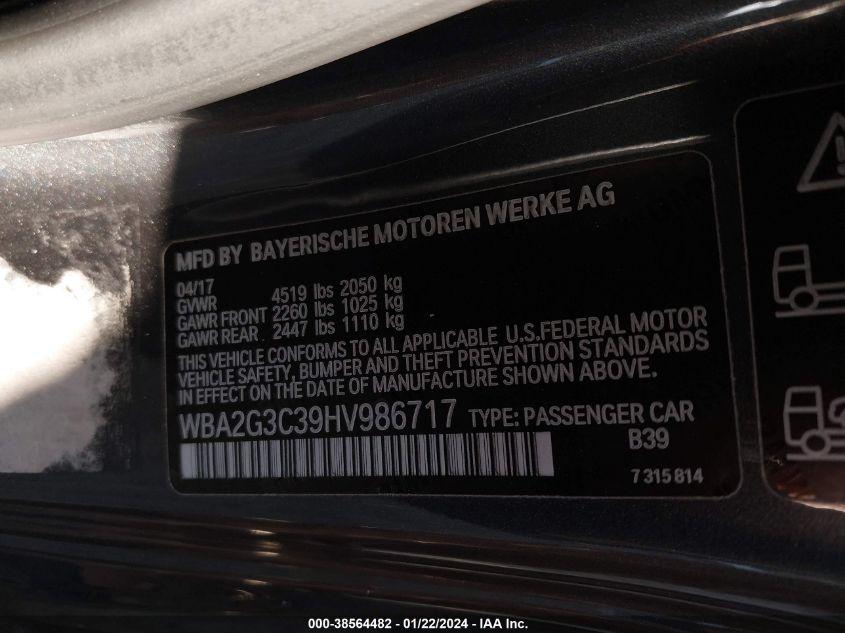 MFD BY BAYERISCHE MOTOREN WERKE AG
04/17
GVWR 4519 lbs 2050 kg
GAWR FRONT 2260 lbs 1025 kg
GAWR REAR 2447 lbs 1110 kg
THIS VEHICLE CONFORMS TO ALL APPLICABLE U.S.FEDERAL MOTOR
VEHICLE SAFETY, BUMPER AND THEFT PREVENTION STANDARDS
IN EFFECT ON THE DATE OF MANUFACTURE SHOWN ABOVE.
WBA2G3C39HV986717 TYPE: PASSENGER CAR
B39
7 315 814
000-38564482 - 01/22/2024 - IAA Inc.